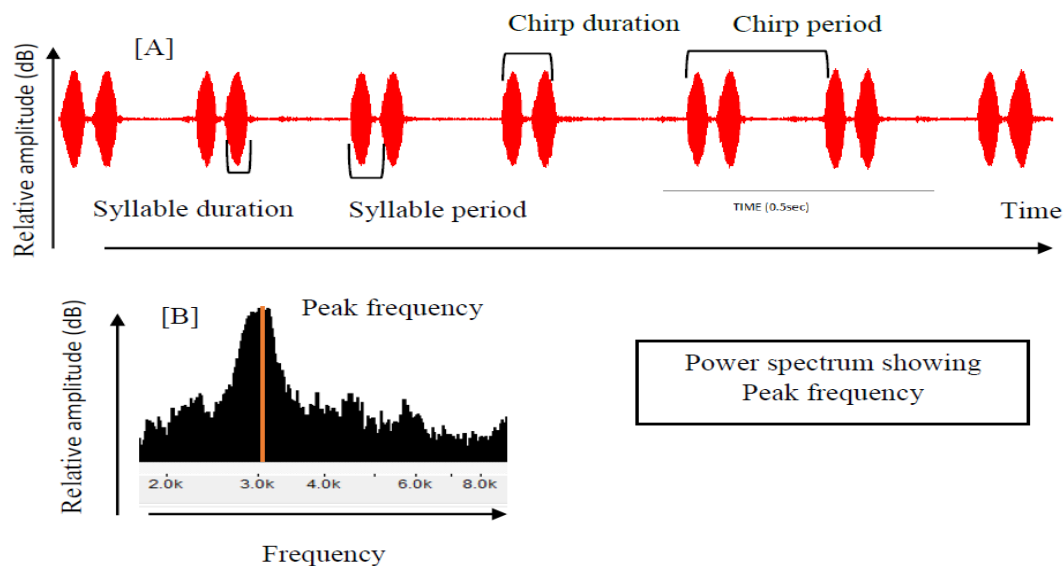 Chirp duration
Chirp period
[A]
Relative amplitude (dB)
Syllable duration
Syllable period
TIME (0.5sec)
Time
[B]
Peak frequency
Relative amplitude (dB)
Power spectrum showing
Peak frequency
2.0k 3.0k 4.0k 6.0k 8.0k
Frequency